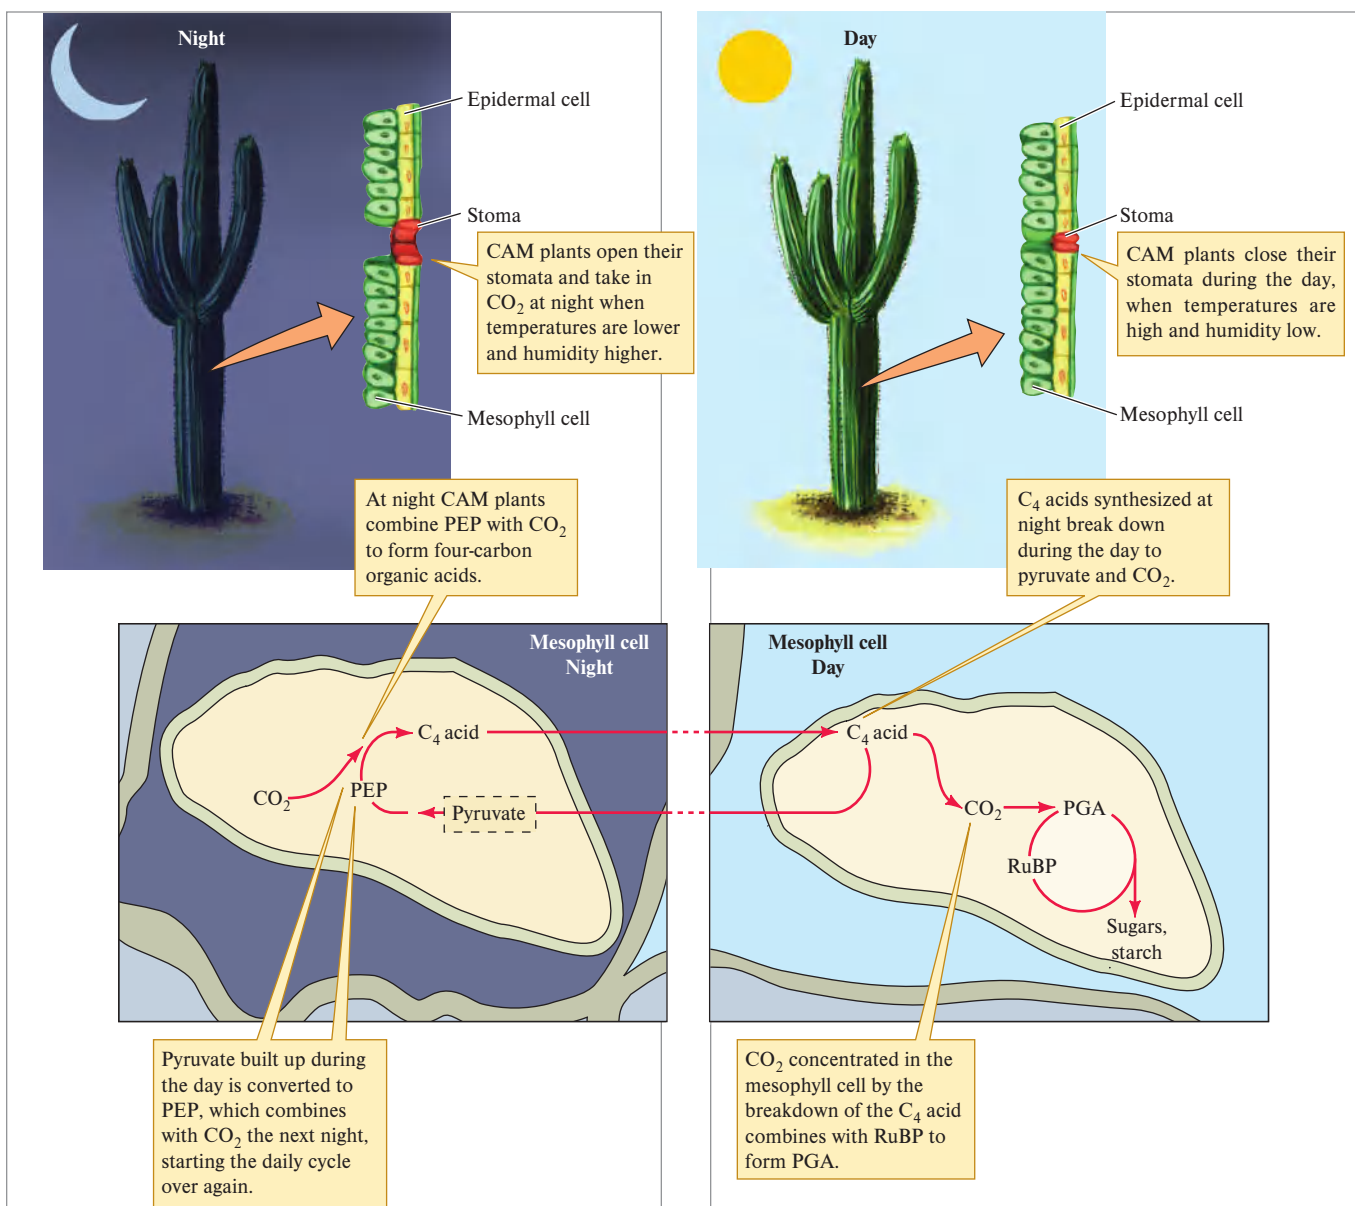 Night
Epidermal cell
Stoma
CAM plants open their
stomata and take in
CO₂ at night when
temperatures are lower
and humidity higher.
Mesophyll cell
At night CAM plants
combine PEP with CO₂
to form four-carbon
organic acids.
Mesophyll cell
Night
C₄ acid
CO₂
PEP
Pyruvate
Pyruvate built up during
the day is converted to
PEP, which combines
with CO₂ the next night,
starting the daily cycle
over again.
Day
Epidermal cell
Stoma
CAM plants close their
stomata during the day,
when temperatures are
high and humidity low.
Mesophyll cell
C₄ acids synthesized at
night break down
during the day to
pyruvate and CO₂.
Mesophyll cell
Day
C₄ acid
CO₂
PGA
RuBP
Sugars,
starch
CO₂ concentrated in the
mesophyll cell by the
breakdown of the C₄ acid
combines with RuBP to
form PGA.